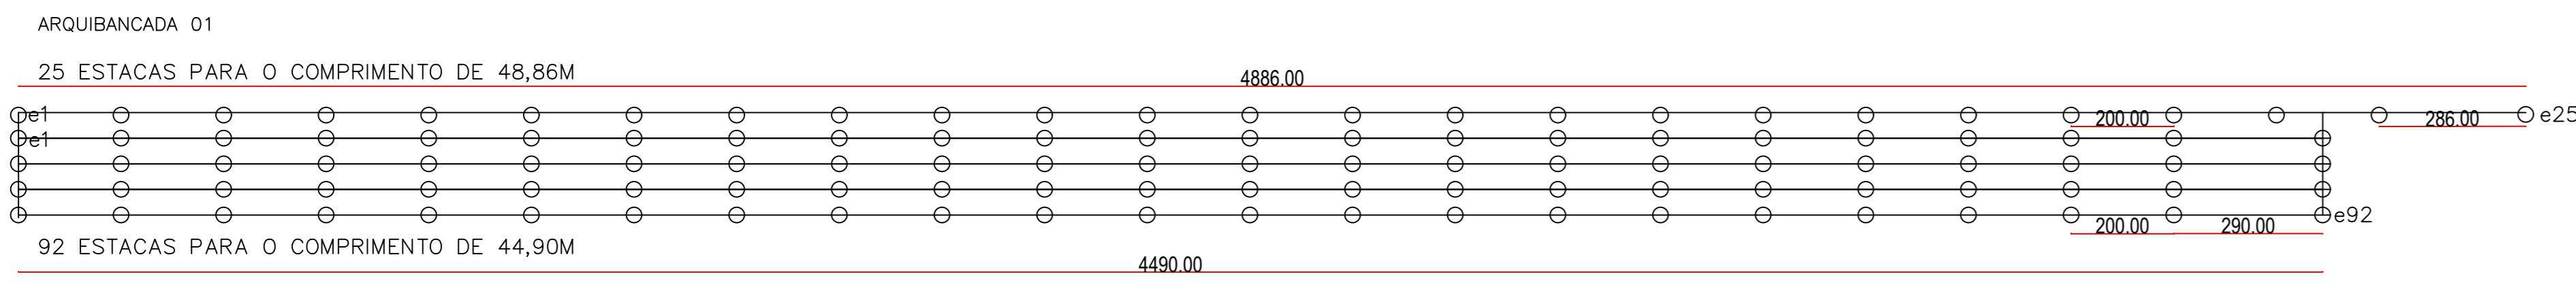 ARQUIBANCADA 01
25 ESTACAS PARA O COMPRIMENTO DE 48,86M
4886.00
e1
200.00
286.00
e25
e1
e92
200.00
290.00
92 ESTACAS PARA O COMPRIMENTO DE 44,90M
4490.00